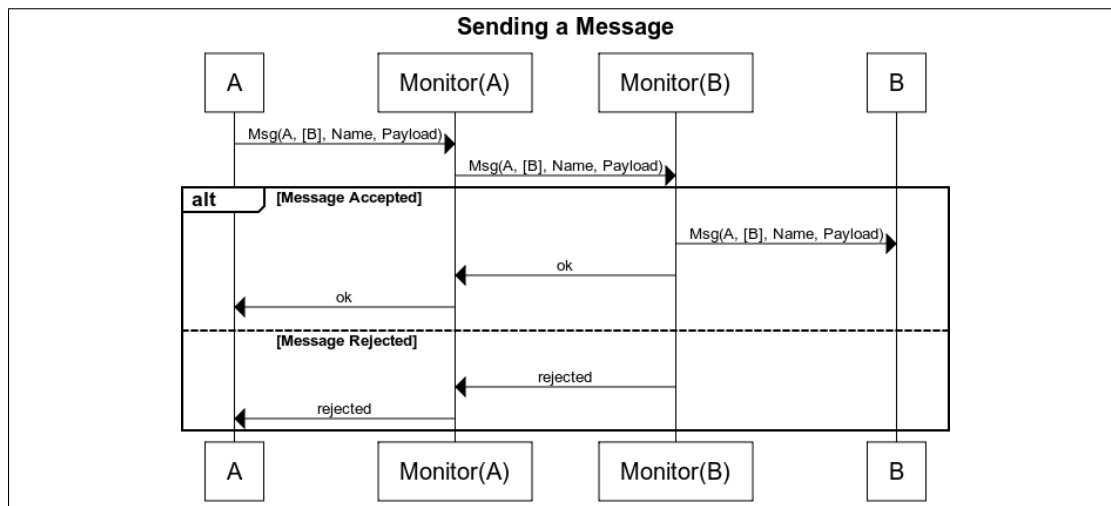 Sending a Message
A Monitor(A) Monitor(B) B
Msg(A, [B], Name, Payload)
Msg(A, [B], Name, Payload)
alt [Message Accepted]
Msg(A, [B], Name, Payload)
ok
ok
[Message Rejected]
rejected
rejected
A Monitor(A) Monitor(B) B